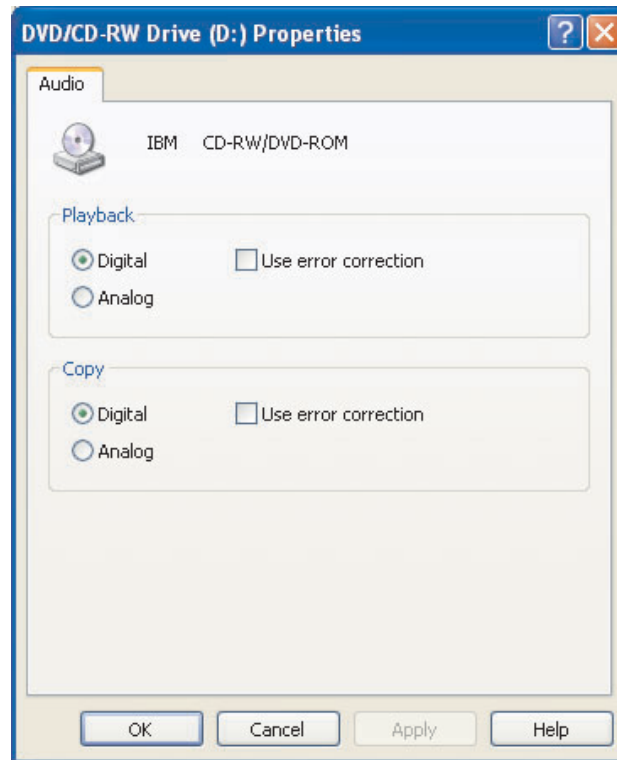 DVD/CD-RW Drive (D:) Properties
Audio
IBM CD-RW/DVD-ROM
Playback
Digital Use error correction
Analog
Copy
Digital Use error correction
Analog
OK Cancel Apply Help